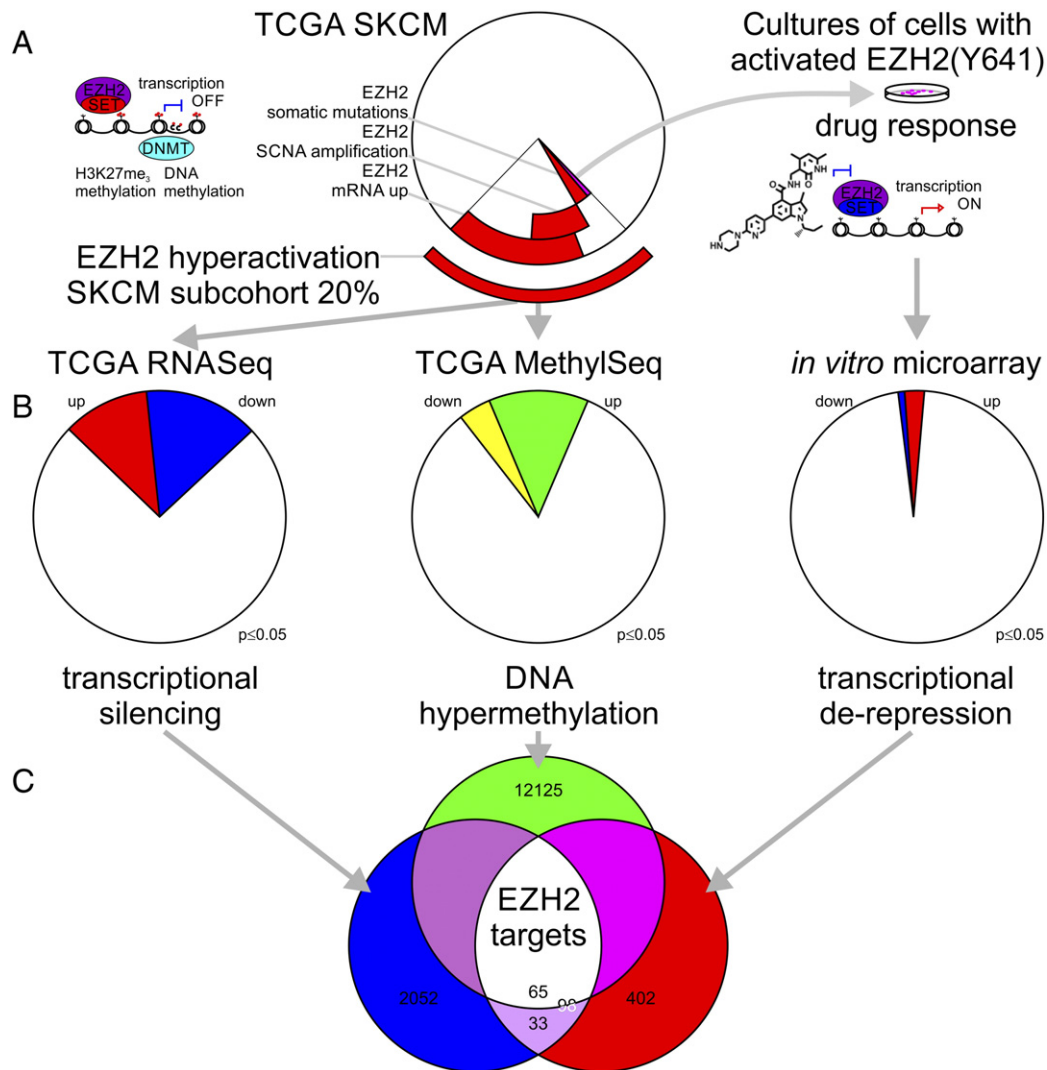 A
TCGA SKCM
EZH2
SET
transcription
OFF
DNMT
H3K27me3
methylation
DNA
methylation
EZH2
somatic mutations
EZH2
SCNA amplification
EZH2
mRNA up
EZH2 hyperactivation
SKCM subcohort 20%
Cultures of cells with
activated EZH2(Y641)
drug response
NH
O
O
NH
N
N
N
N
HN
EZH2
SET
transcription
ON
B
TCGA RNASeq
up
down
p≤0.05
TCGA MethylSeq
down
up
p≤0.05
in vitro microarray
down
up
p≤0.05
transcriptional
silencing
DNA
hypermethylation
transcriptional
de-repression
C
12125
EZH2
targets
2052
65
98
402
33